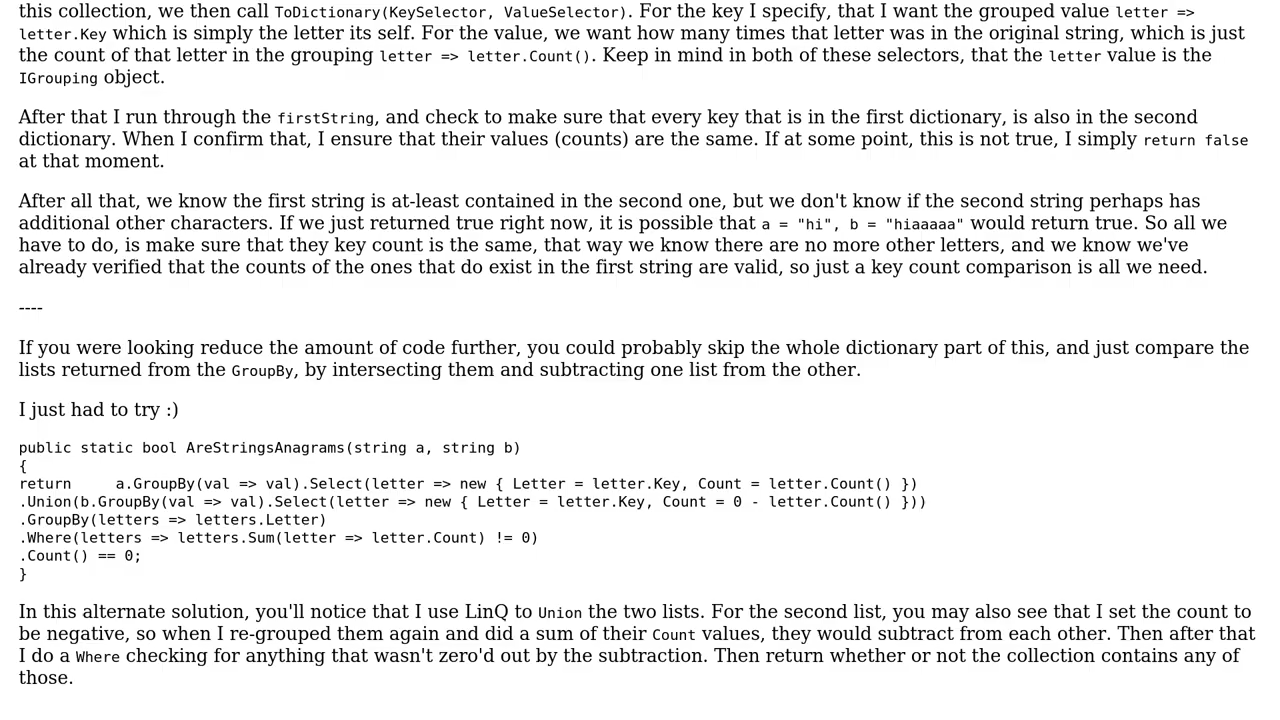 this collection, we then call ToDictionary(KeySelector, ValueSelector). For the key I specify, that I want the grouped value letter =>
letter.Key which is simply the letter its self. For the value, we want how many times that letter was in the original string, which is just
the count of that letter in the grouping letter => letter.Count(). Keep in mind in both of these selectors, that the letter value is the
IGrouping object.
After that I run through the firstString, and check to make sure that every key that is in the first dictionary, is also in the second
dictionary. When I confirm that, I ensure that their values (counts) are the same. If at some point, this is not true, I simply return false
at that moment.
After all that, we know the first string is at-least contained in the second one, but we don't know if the second string perhaps has
additional other characters. If we just returned true right now, it is possible that a = "hi", b = "hiaaaaa" would return true. So all we
have to do, is make sure that they key count is the same, that way we know there are no more other letters, and we know we've
already verified that the counts of the ones that do exist in the first string are valid, so just a key count comparison is all we need.
----
If you were looking reduce the amount of code further, you could probably skip the whole dictionary part of this, and just compare the
lists returned from the GroupBy, by intersecting them and subtracting one list from the other.
I just had to try :)
public static bool AreStringsAnagrams(string a, string b)
{
return     a.GroupBy(val => val).Select(letter => new { Letter = letter.Key, Count = letter.Count() })
.Union(b.GroupBy(val => val).Select(letter => new { Letter = letter.Key, Count = 0 - letter.Count() }))
.GroupBy(letters => letters.Letter)
.Where(letters => letters.Sum(letter => letter.Count) != 0)
.Count() == 0;
}
In this alternate solution, you'll notice that I use LinQ to Union the two lists. For the second list, you may also see that I set the count to
be negative, so when I re-grouped them again and did a sum of their Count values, they would subtract from each other. Then after that
I do a Where checking for anything that wasn't zero'd out by the subtraction. Then return whether or not the collection contains any of
those.